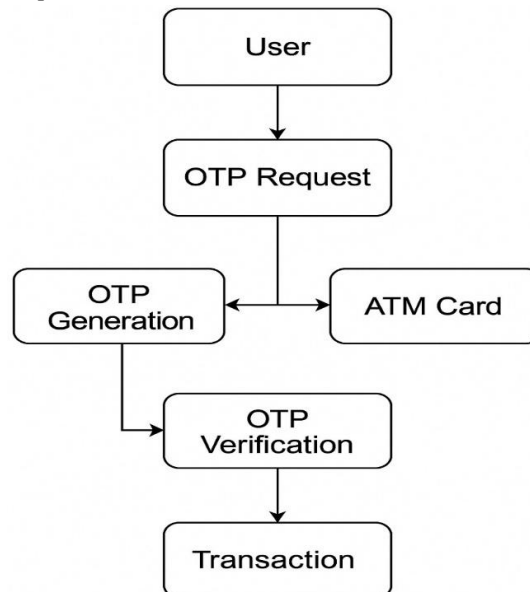 User
OTP Request
OTP
Generation
ATM Card
OTP
Verification
Transaction